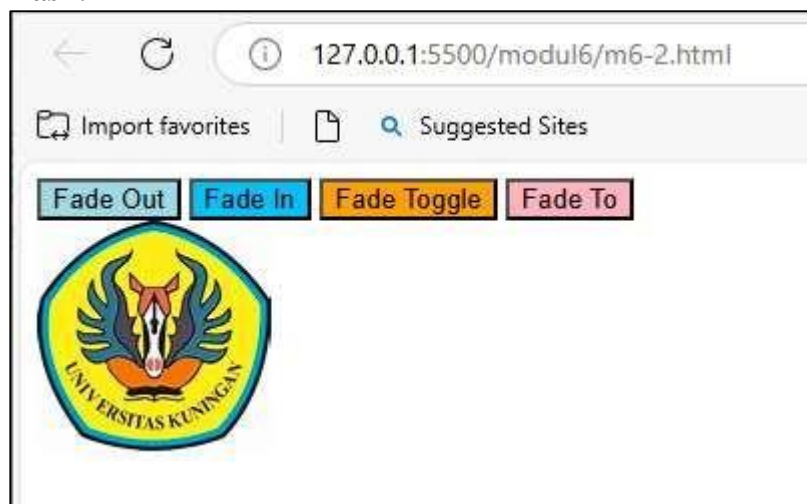 127.0.0.1:5500/modul6/m6-2.html
Import favorites
Suggested Sites
Fade Out
Fade In
Fade Toggle
Fade To
UNIVERSITAS KUNINGAN